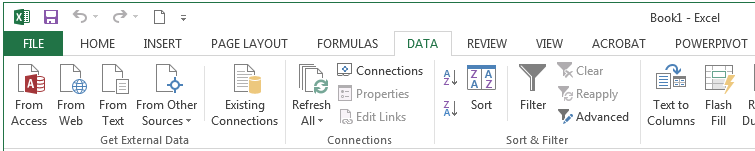 Book1 - Excel
FILE HOME INSERT PAGE LAYOUT FORMULAS DATA REVIEW VIEW ACROBAT POWERPIVOT
From Access
From Web
From Text
From Other Sources
Existing Connections
Get External Data
Refresh All
Connections
Properties
Edit Links
Connections
A
Z
Z
A
Z A
A Z
Sort
Filter
Clear
Reapply
Advanced
Sort & Filter
Text to Columns
Flash Fill